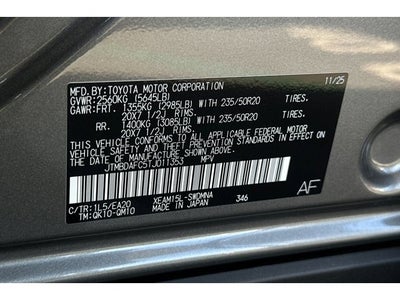 MFD.BY:TOYOTA MOTOR CORPORATION 11/25
GVWR:2560KG (5645LB)
GAWR:FRT. 1355KG (2985LB) WITH 235/50R20 TIRES.
20X7 1/2J RIMS.
RR. 1400KG (3085LB) WITH 235/50R20 TIRES.
20X7 1/2J RIMS.
THIS VEHICLE CONFORMS TO ALL APPLICABLE
FEDERAL MOTOR VEHICLE SAFETY AND
THEFT PREVENTION STANDARDS IN EFFECT
ON THE DATE OF MANUFACTURE SHOWN ABOVE.
JTMBDAFC5TJ011353 MPV
C/TR:1L5/EA20 XEAM15L-SWDMNA 346 AF
TM:QK10-QM10 MADE IN JAPAN